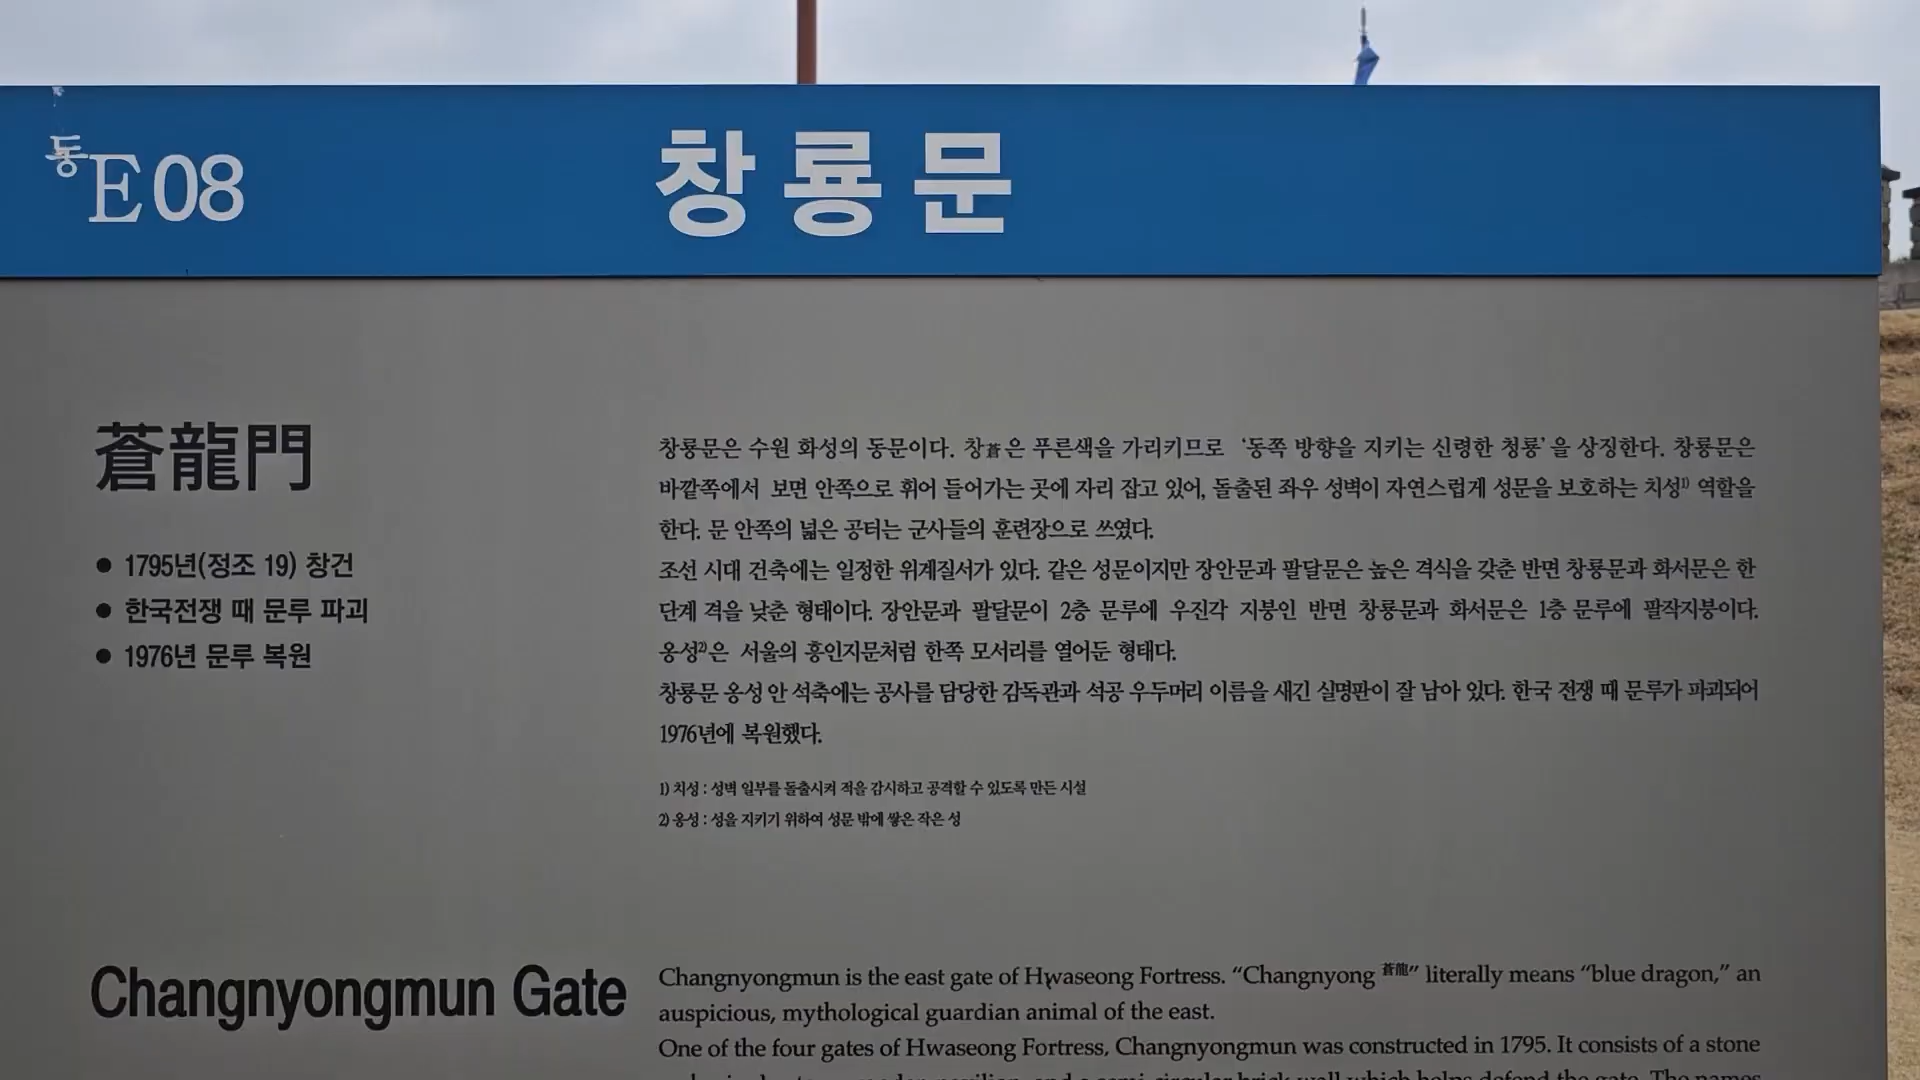 동E08
창룡문
蒼龍門
● 1795년(정조 19) 창건
● 한국전쟁 때 문루 파괴
● 1976년 문루 복원
창룡문은 수원 화성의 동문이다. 창蒼은 푸른색을 가리키므로 ‘동쪽 방향을 지키는 신령한 청룡’을 상징한다. 창룡문은
바깥쪽에서 보면 안쪽으로 휘어 들어가는 곳에 자리 잡고 있어, 돌출된 좌우 성벽이 자연스럽게 성문을 보호하는 치성1) 역할을
한다. 문 안쪽의 넓은 공터는 군사들의 훈련장으로 쓰였다.
조선 시대 건축에는 일정한 위계질서가 있다. 같은 성문이지만 장안문과 팔달문은 높은 격식을 갖춘 반면 창룡문과 화서문은 한
단계 격을 낮춘 형태이다. 장안문과 팔달문이 2층 문루에 우진각 지붕인 반면 창룡문과 화서문은 1층 문루에 팔작지붕이다.
옹성2)은 서울의 흥인지문처럼 한쪽 모서리를 열어둔 형태다.
창룡문 옹성 안 석축에는 공사를 담당한 감독관과 석공 우두머리 이름을 새긴 실명판이 잘 남아 있다. 한국 전쟁 때 문루가 파괴되어
1976년에 복원했다.
1) 치성 : 성벽 일부를 돌출시켜 적을 감시하고 공격할 수 있도록 만든 시설
2) 옹성 : 성을 지키기 위하여 성문 밖에 쌓은 작은 성
Changnyongmun Gate
Changnyongmun is the east gate of Hwaseong Fortress. “Changnyong 蒼龍” literally means “blue dragon,” an
auspicious, mythological guardian animal of the east.
One of the four gates of Hwaseong Fortress, Changnyongmun was constructed in 1795. It consists of a stone